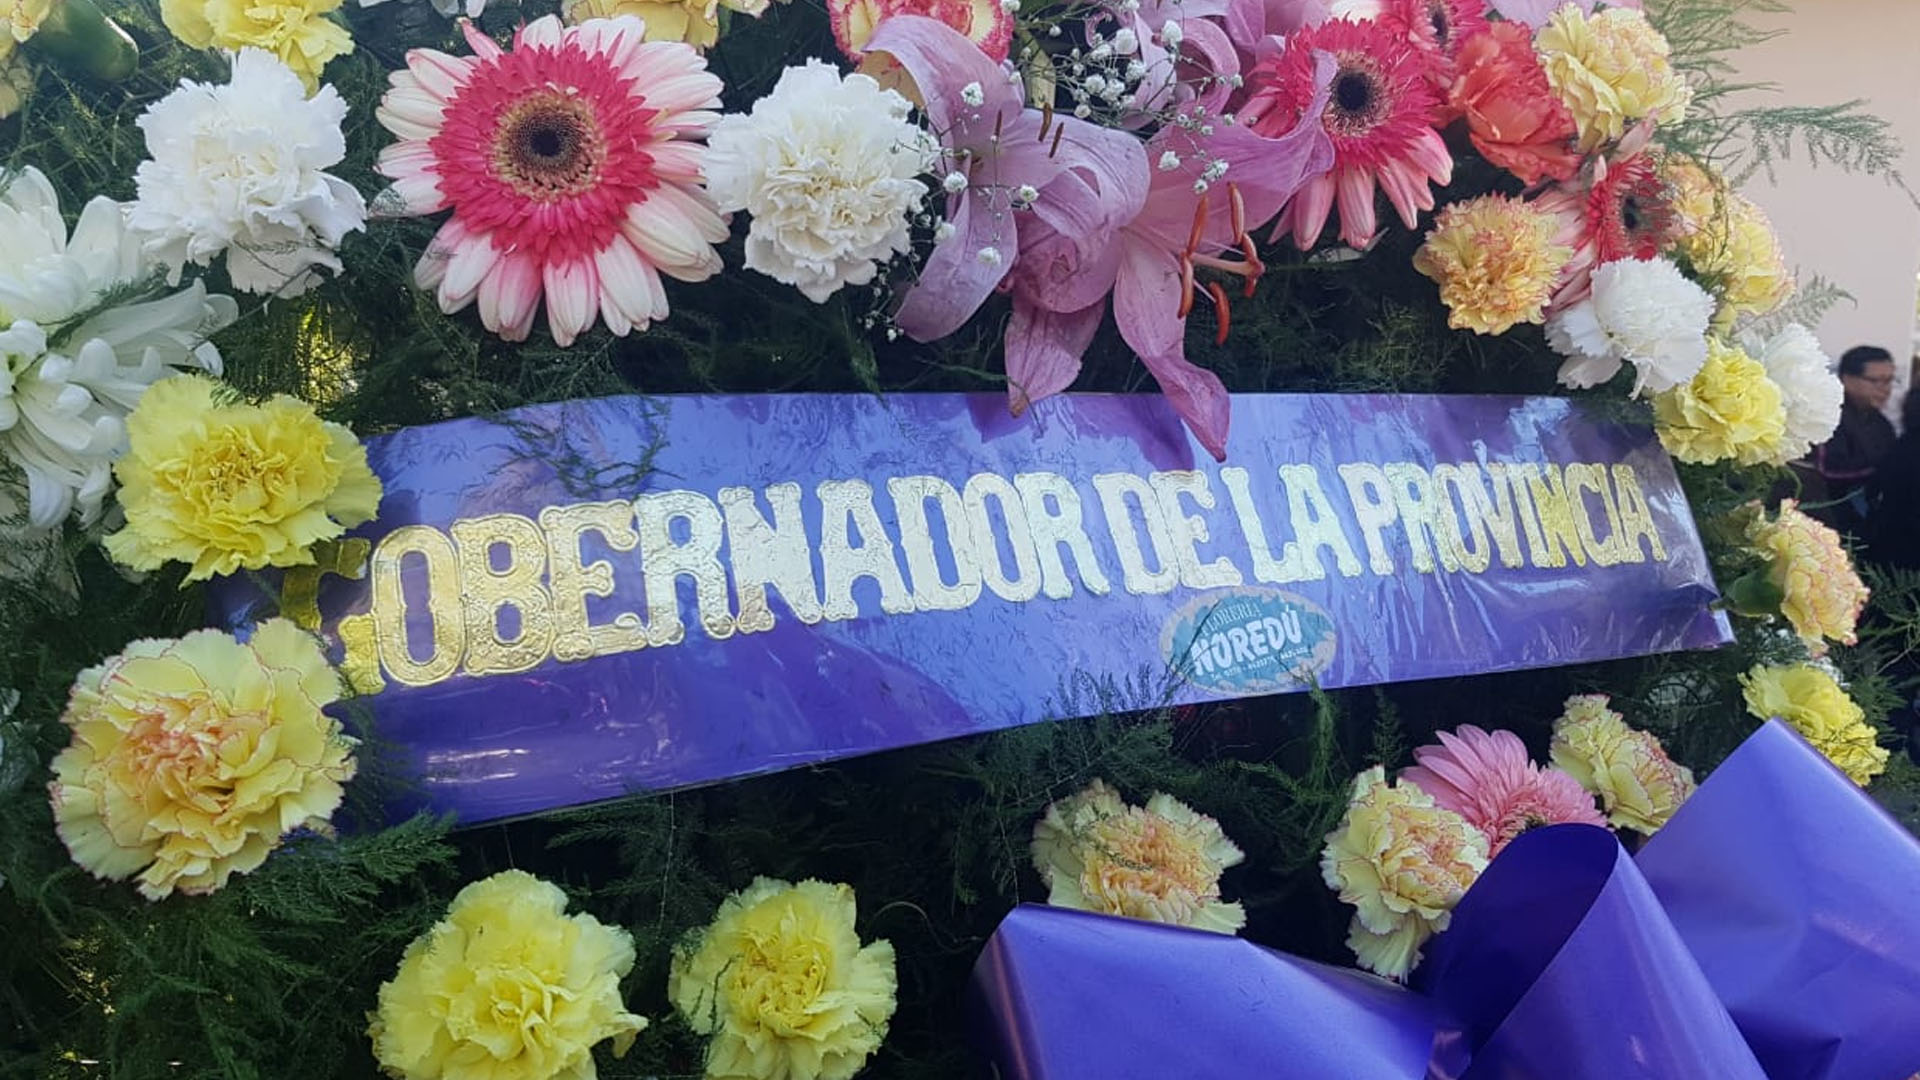 GOBERNADOR DE LA PROVINCIA
FLORERIA
NOREDÚ